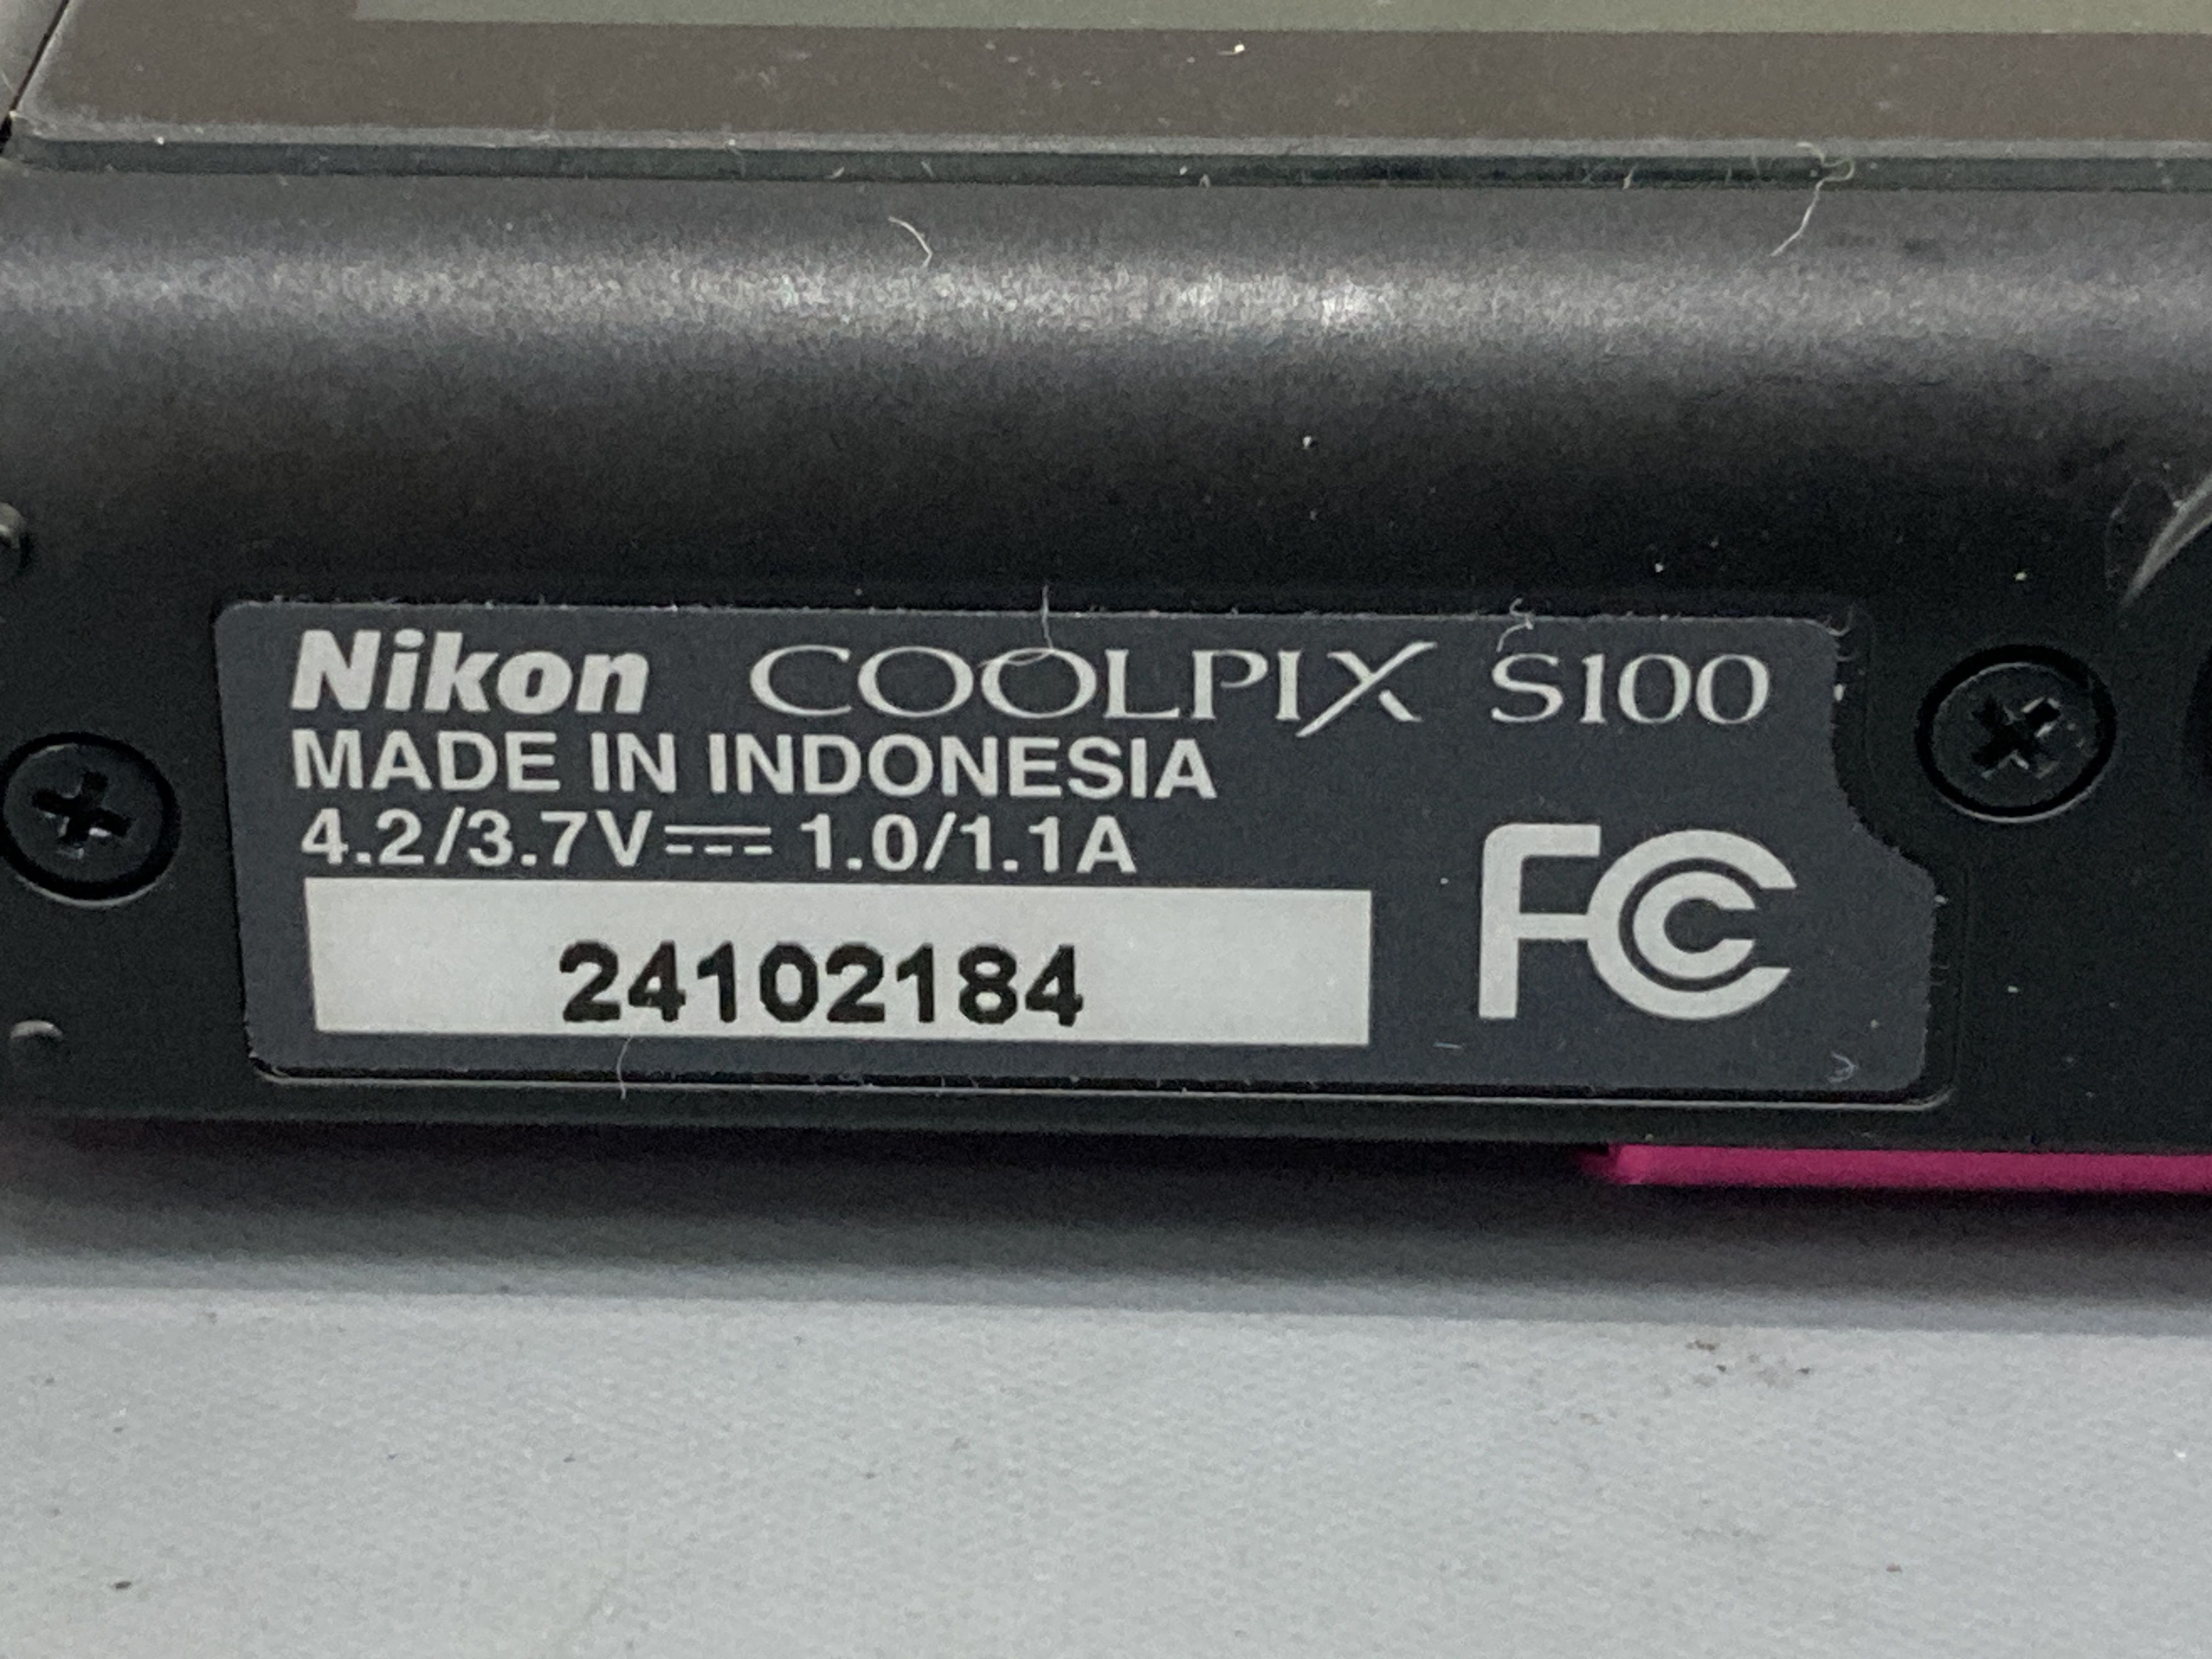 Nikon COOLPIX S100
MADE IN INDONESIA
4.2/3.7V⎓1.0/1.1A
24102184
FC